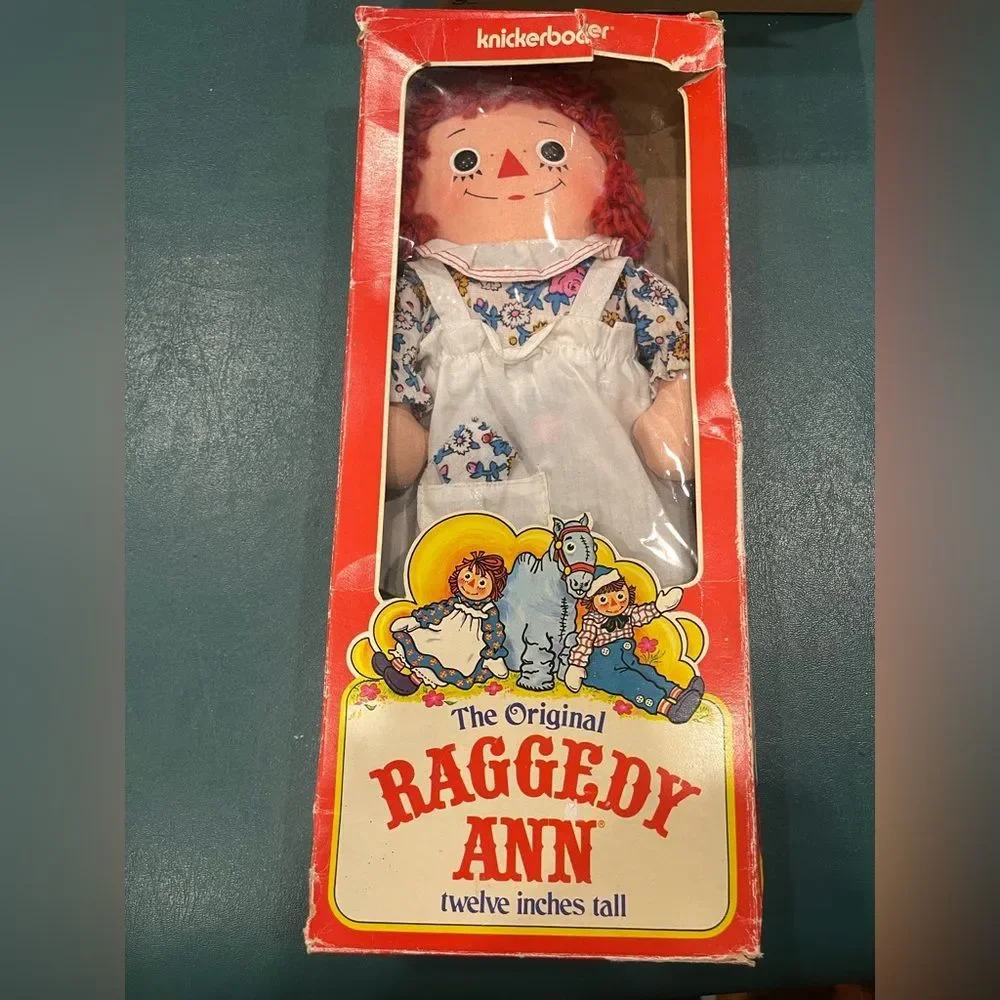 knickerbocker®
The Original
RAGGEDY
ANN®
twelve inches tall